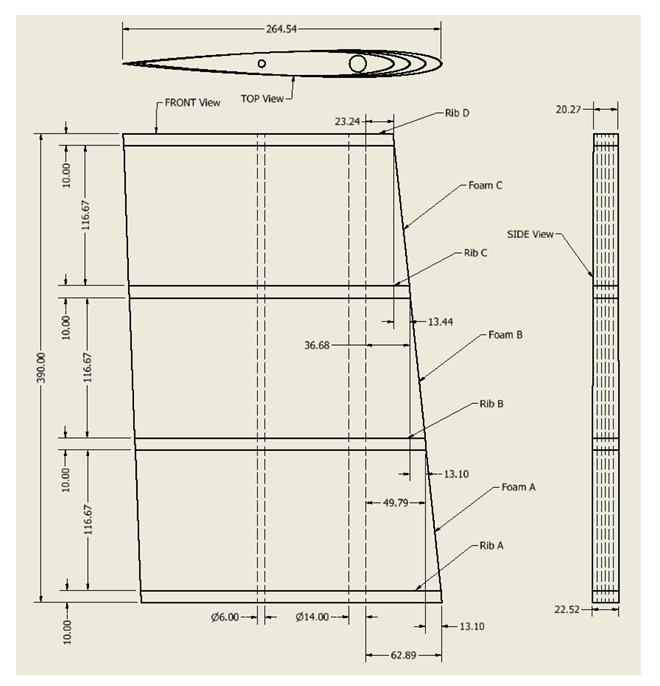 264.54
TOP View
FRONT View
23.24
Rib D
20.27
10.00
116.67
Foam C
SIDE View
Rib C
10.00
13.44
36.68
Foam B
390.00
116.67
Rib B
10.00
13.10
49.79
Foam A
116.67
Rib A
Ø6.00
Ø14.00
22.52
10.00
13.10
62.89